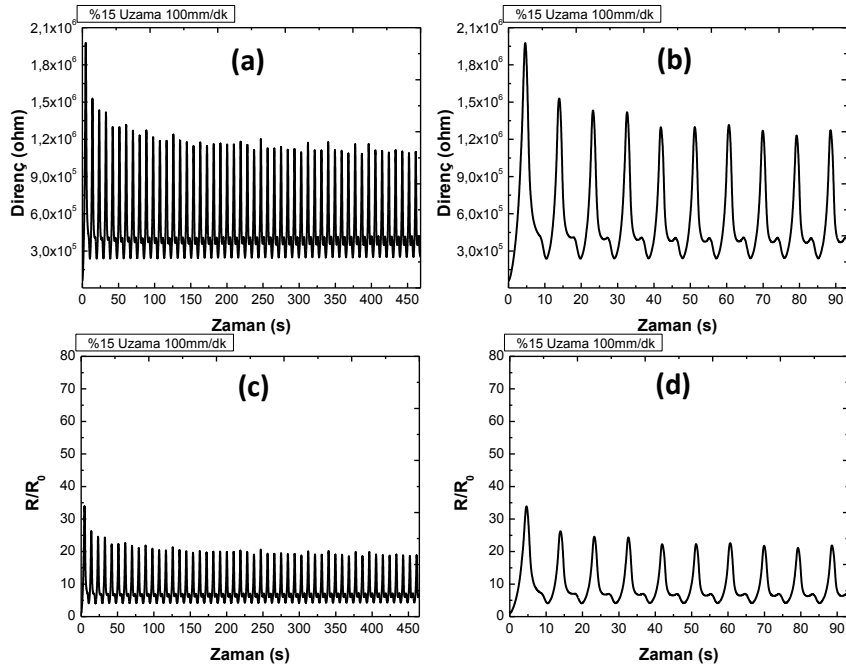 %15 Uzama 100mm/dk
(a)
2,1x10⁶
1,8x10⁶
1,5x10⁶
1,2x10⁶
9,0x10⁵
6,0x10⁵
3,0x10⁵
Direnç (ohm)
0 50 100 150 200 250 300 350 400 450
Zaman (s)
%15 Uzama 100mm/dk
(b)
2,1x10⁶
1,8x10⁶
1,5x10⁶
1,2x10⁶
9,0x10⁵
6,0x10⁵
3,0x10⁵
Direnç (ohm)
0 10 20 30 40 50 60 70 80 90
Zaman (s)
%15 Uzama 100mm/dk
(c)
80
70
60
50
40
30
20
10
0
R/R₀
0 50 100 150 200 250 300 350 400 450
Zaman (s)
%15 Uzama 100mm/dk
(d)
80
70
60
50
40
30
20
10
0
R/R₀
0 10 20 30 40 50 60 70 80 90
Zaman (s)